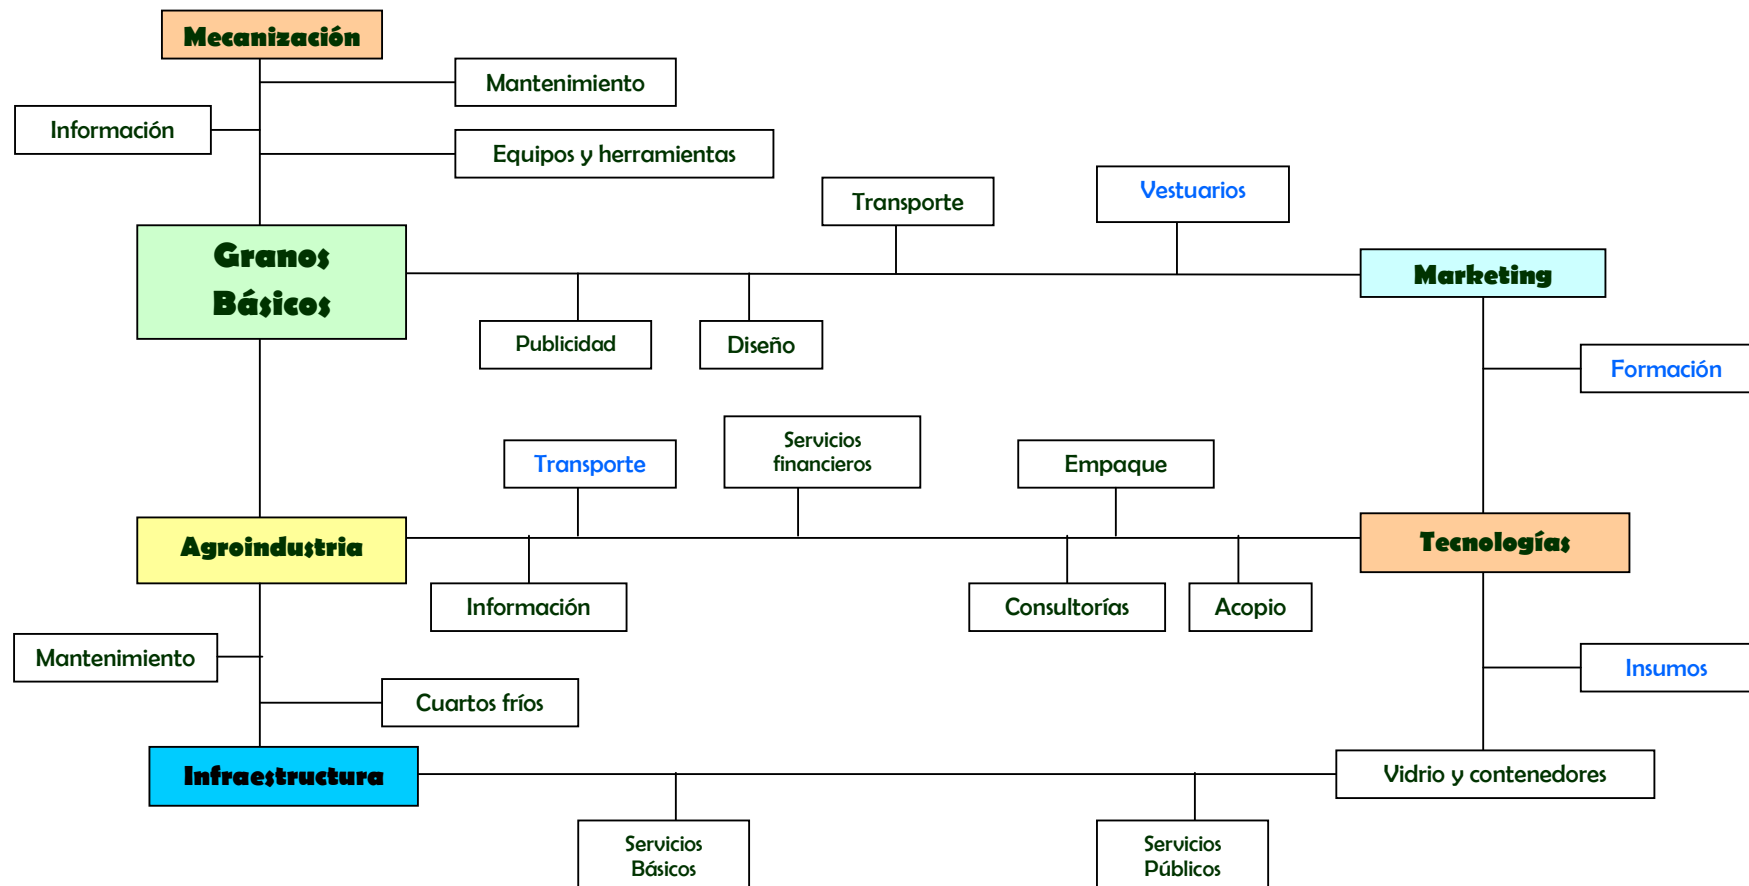 Mecanización
Mantenimiento
Información
Equipos y herramientas
Transporte
Vestuarios
Granos
Básicos
Marketing
Publicidad
Diseño
Formación
Servicios
financieros
Transporte
Empaque
Agroindustria
Tecnologías
Información
Consultorías
Acopio
Mantenimiento
Insumos
Cuartos fríos
Infraestructura
Vidrio y contenedores
Servicios
Básicos
Servicios
Públicos